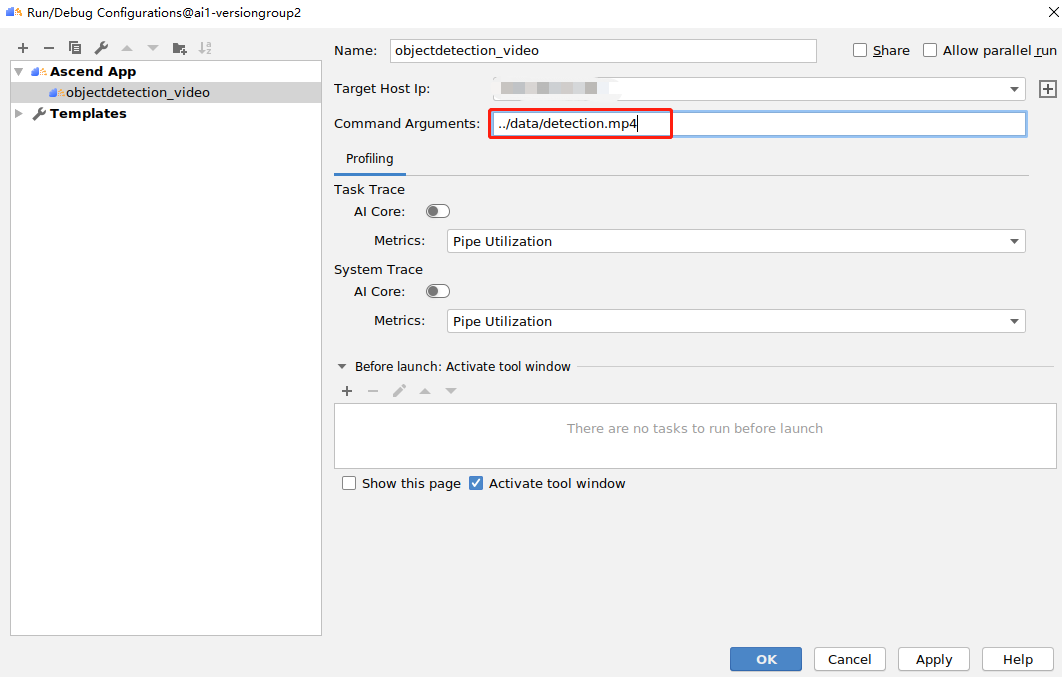 Run/Debug Configurations@ai1-versiongroup2
Name: objectdetection_video Share Allow parallel run
Ascend App
objectdetection_video
Templates
Target Host Ip:
Command Arguments: ../data/detection.mp4
Profiling
Task Trace
AI Core:
Metrics: Pipe Utilization
System Trace
AI Core:
Metrics: Pipe Utilization
Before launch: Activate tool window
There are no tasks to run before launch
Show this page Activate tool window
OK Cancel Apply Help